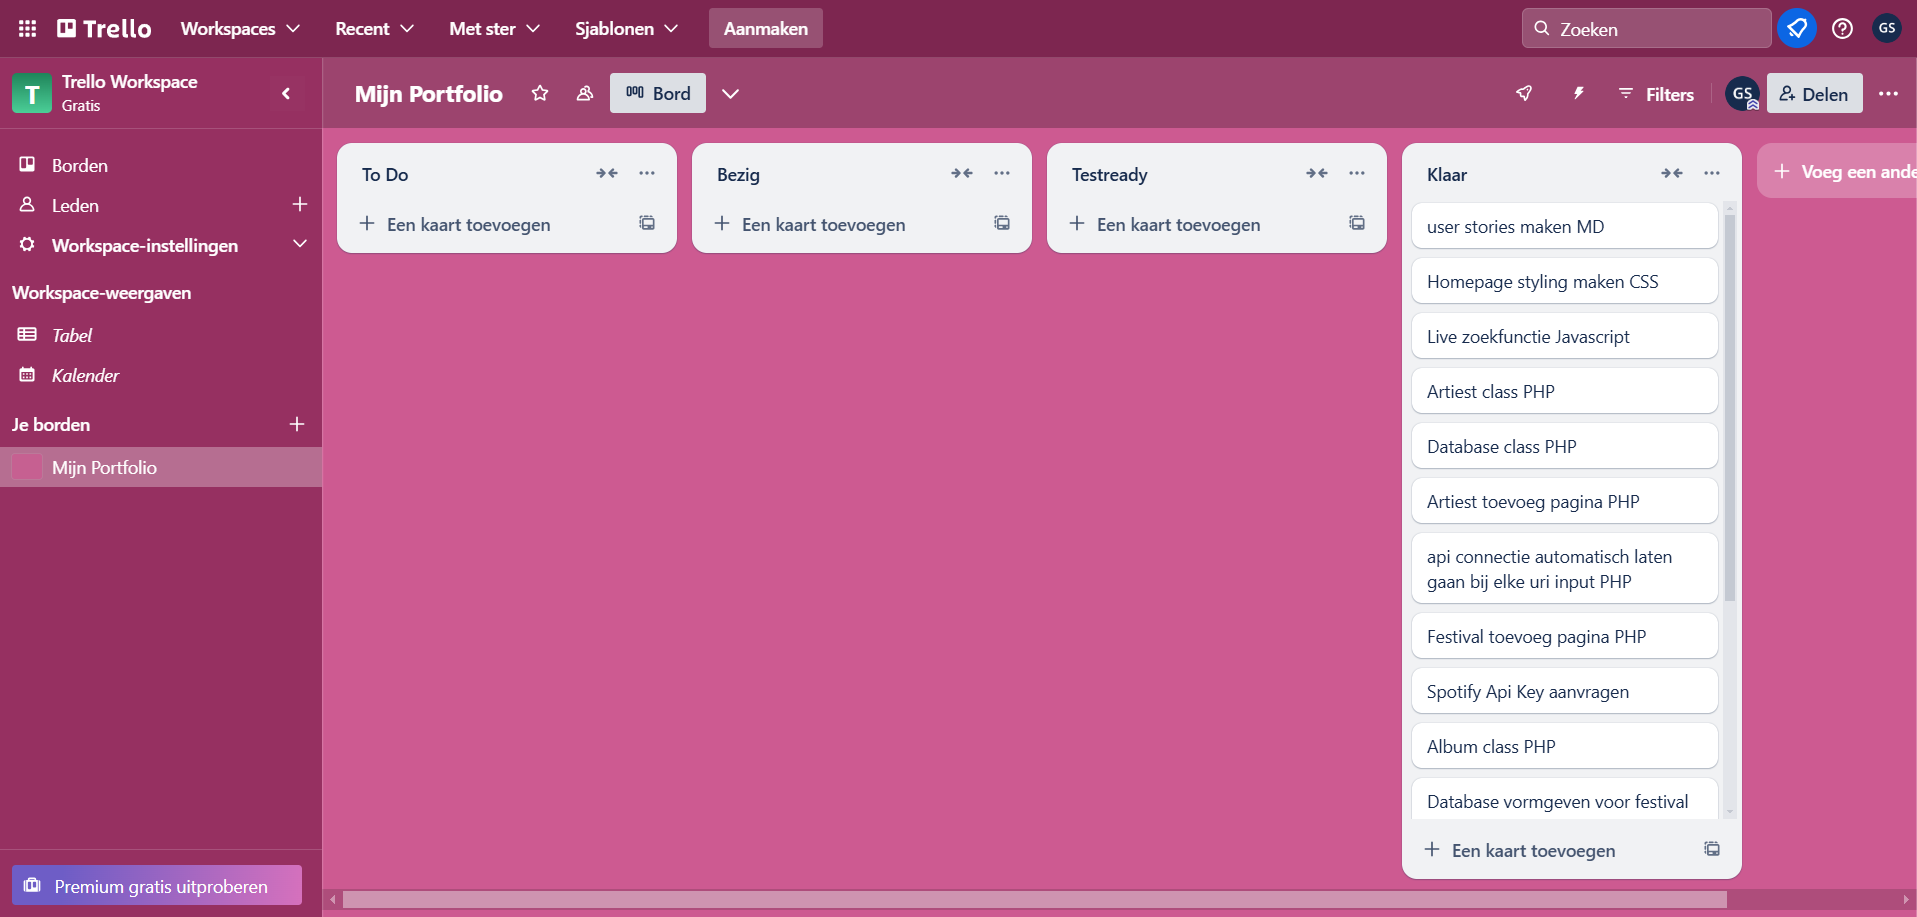 Trello
Workspaces
Recent
Met ster
Sjablonen
Aanmaken
Zoeken
GS
T
Trello Workspace
Gratis
Mijn Portfolio
Bord
Filters
GS
Delen
Borden
Leden
Workspace-instellingen
Workspace-weergaven
Tabel
Kalender
Je borden
Mijn Portfolio
Premium gratis uitproberen
To Do
Een kaart toevoegen
Bezig
Een kaart toevoegen
Testready
Een kaart toevoegen
Klaar
user stories maken MD
Homepage styling maken CSS
Live zoekfunctie Javascript
Artiest class PHP
Database class PHP
Artiest toevoeg pagina PHP
api connectie automatisch laten
gaan bij elke uri input PHP
Festival toevoeg pagina PHP
Spotify Api Key aanvragen
Album class PHP
Database vormgeven voor festival
Een kaart toevoegen
Voeg een ande